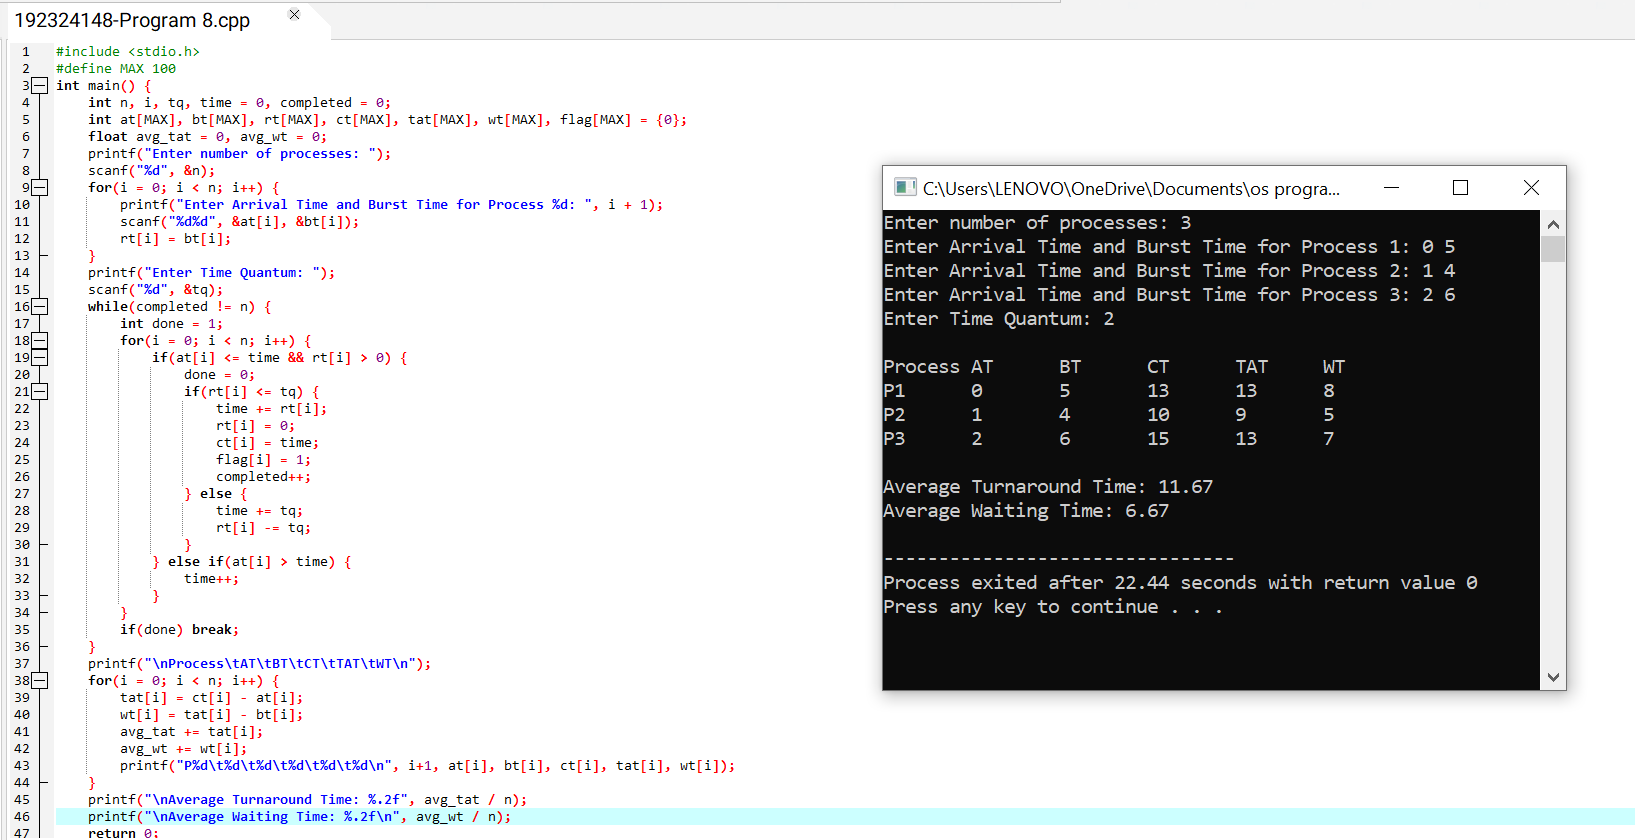 192324148-Program 8.cpp
1 #include <stdio.h>
2 #define MAX 100
3 int main() {
4 int n, i, tq, time = 0, completed = 0;
5 int at[MAX], bt[MAX], rt[MAX], ct[MAX], tat[MAX], wt[MAX], flag[MAX] = {0};
6 float avg_tat = 0, avg_wt = 0;
7 printf("Enter number of processes: ");
8 scanf("%d", &n);
9 for(i = 0; i < n; i++) {
10 printf("Enter Arrival Time and Burst Time for Process %d: ", i + 1);
11 scanf("%d%d", &at[i], &bt[i]);
12 rt[i] = bt[i];
13 }
14 printf("Enter Time Quantum: ");
15 scanf("%d", &tq);
16 while(completed != n) {
17 int done = 1;
18 for(i = 0; i < n; i++) {
19 if(at[i] <= time && rt[i] > 0) {
20 done = 0;
21 if(rt[i] <= tq) {
22 time += rt[i];
23 rt[i] = 0;
24 ct[i] = time;
25 flag[i] = 1;
26 completed++;
27 } else {
28 time += tq;
29 rt[i] -= tq;
30 }
31 } else if(at[i] > time) {
32 time++;
33 }
34 }
35 if(done) break;
36 }
37 printf("\nProcess\tAT\tBT\tCT\tTAT\tWT\n");
38 for(i = 0; i < n; i++) {
39 tat[i] = ct[i] - at[i];
40 wt[i] = tat[i] - bt[i];
41 avg_tat += tat[i];
42 avg_wt += wt[i];
43 printf("P%d\t%d\t%d\t%d\t%d\t%d\n", i+1, at[i], bt[i], ct[i], tat[i], wt[i]);
44 }
45 printf("\nAverage Turnaround Time: %.2f", avg_tat / n);
46 printf("\nAverage Waiting Time: %.2f\n", avg_wt / n);
47 return 0;
C:\Users\LENOVO\OneDrive\Documents\os progra...
Enter number of processes: 3
Enter Arrival Time and Burst Time for Process 1: 0 5
Enter Arrival Time and Burst Time for Process 2: 1 4
Enter Arrival Time and Burst Time for Process 3: 2 6
Enter Time Quantum: 2
Process AT BT CT TAT WT
P1 0 5 13 13 8
P2 1 4 10 9 5
P3 2 6 15 13 7
Average Turnaround Time: 11.67
Average Waiting Time: 6.67
--------------------------------
Process exited after 22.44 seconds with return value 0
Press any key to continue . . .